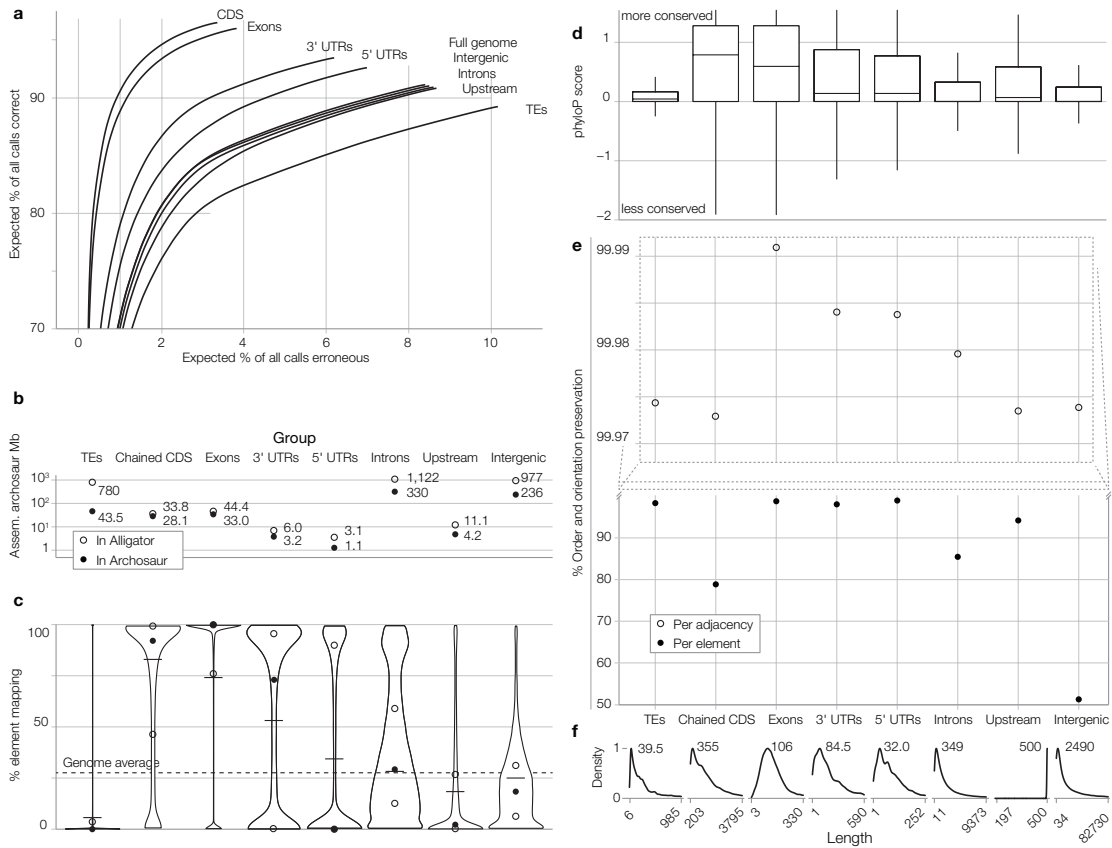 a
CDS
Exons
3' UTRs
5' UTRs
Full genome
Intergenic
Introns
Upstream
TEs
90
80
70
Expected % of all calls correct
0
2
4
6
8
10
Expected % of all calls erroneous
b
Group
TEs
Chained CDS
Exons
3' UTRs
5' UTRs
Introns
Upstream
Intergenic
Assem. archosaur Mb
10³
10²
10¹
1
780
43.5
33.8
28.1
44.4
33.0
6.0
3.2
3.1
1.1
1,122
330
11.1
4.2
977
236
In Alligator
In Archosaur
c
% element mapping
100
50
0
Genome average
d
more conserved
less conserved
phyloP score
1
0
−1
−2
e
99.99
99.98
99.97
% Order and orientation preservation
90
80
70
60
50
Per adjacency
Per element
TEs
Chained CDS
Exons
3' UTRs
5' UTRs
Introns
Upstream
Intergenic
f
Density
1
0
39.5
355
106
84.5
32.0
349
500
2490
6
985
203
3795
3
330
1
590
1
252
11
9373
197
500
34
82730
Length